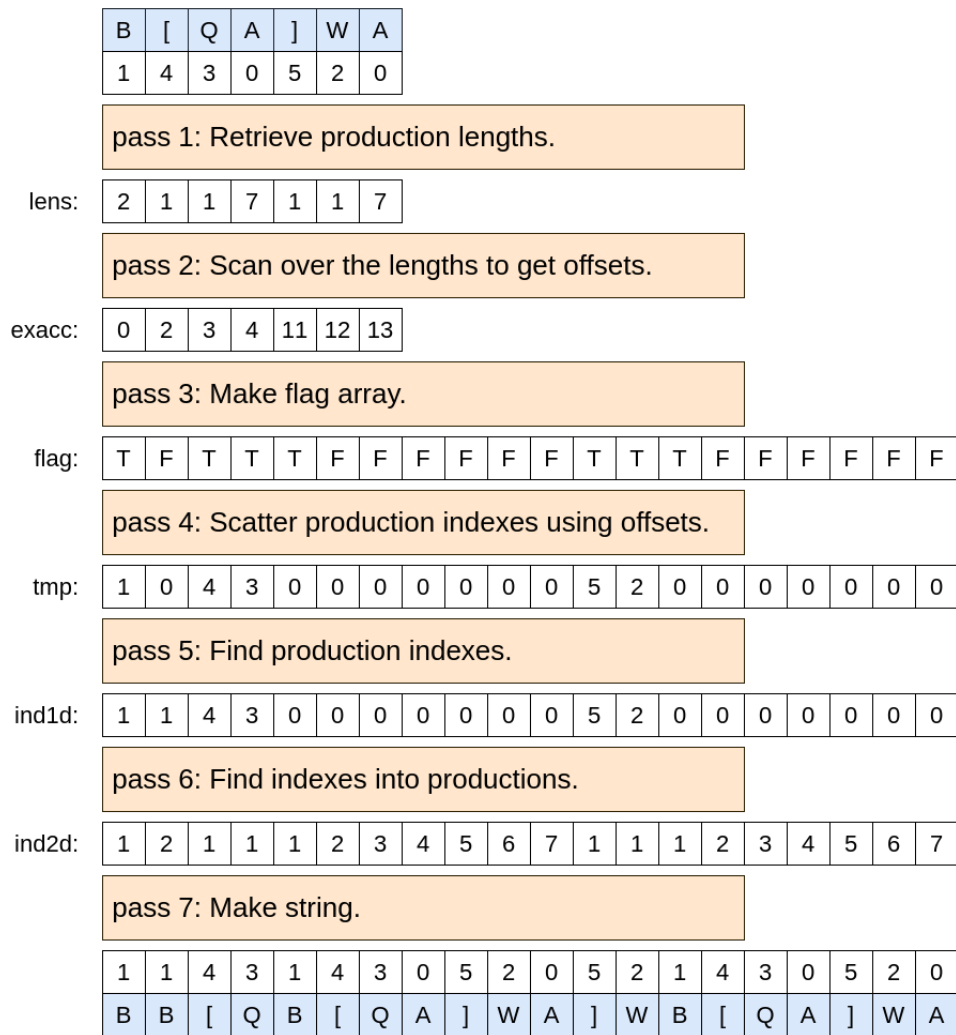 B [ Q A ] W A
1 4 3 0 5 2 0
pass 1: Retrieve production lengths.
lens: 2 1 1 7 1 1 7
pass 2: Scan over the lengths to get offsets.
exacc: 0 2 3 4 11 12 13
pass 3: Make flag array.
flag: T F T T T F F F F F F T T T F F F F F F
pass 4: Scatter production indexes using offsets.
tmp: 1 0 4 3 0 0 0 0 0 0 0 5 2 0 0 0 0 0 0 0
pass 5: Find production indexes.
ind1d: 1 1 4 3 0 0 0 0 0 0 0 5 2 0 0 0 0 0 0 0
pass 6: Find indexes into productions.
ind2d: 1 2 1 1 1 2 3 4 5 6 7 1 1 1 2 3 4 5 6 7
pass 7: Make string.
1 1 4 3 1 4 3 0 5 2 0 5 2 1 4 3 0 5 2 0
B B [ Q B [ Q A ] W A ] W B [ Q A ] W A